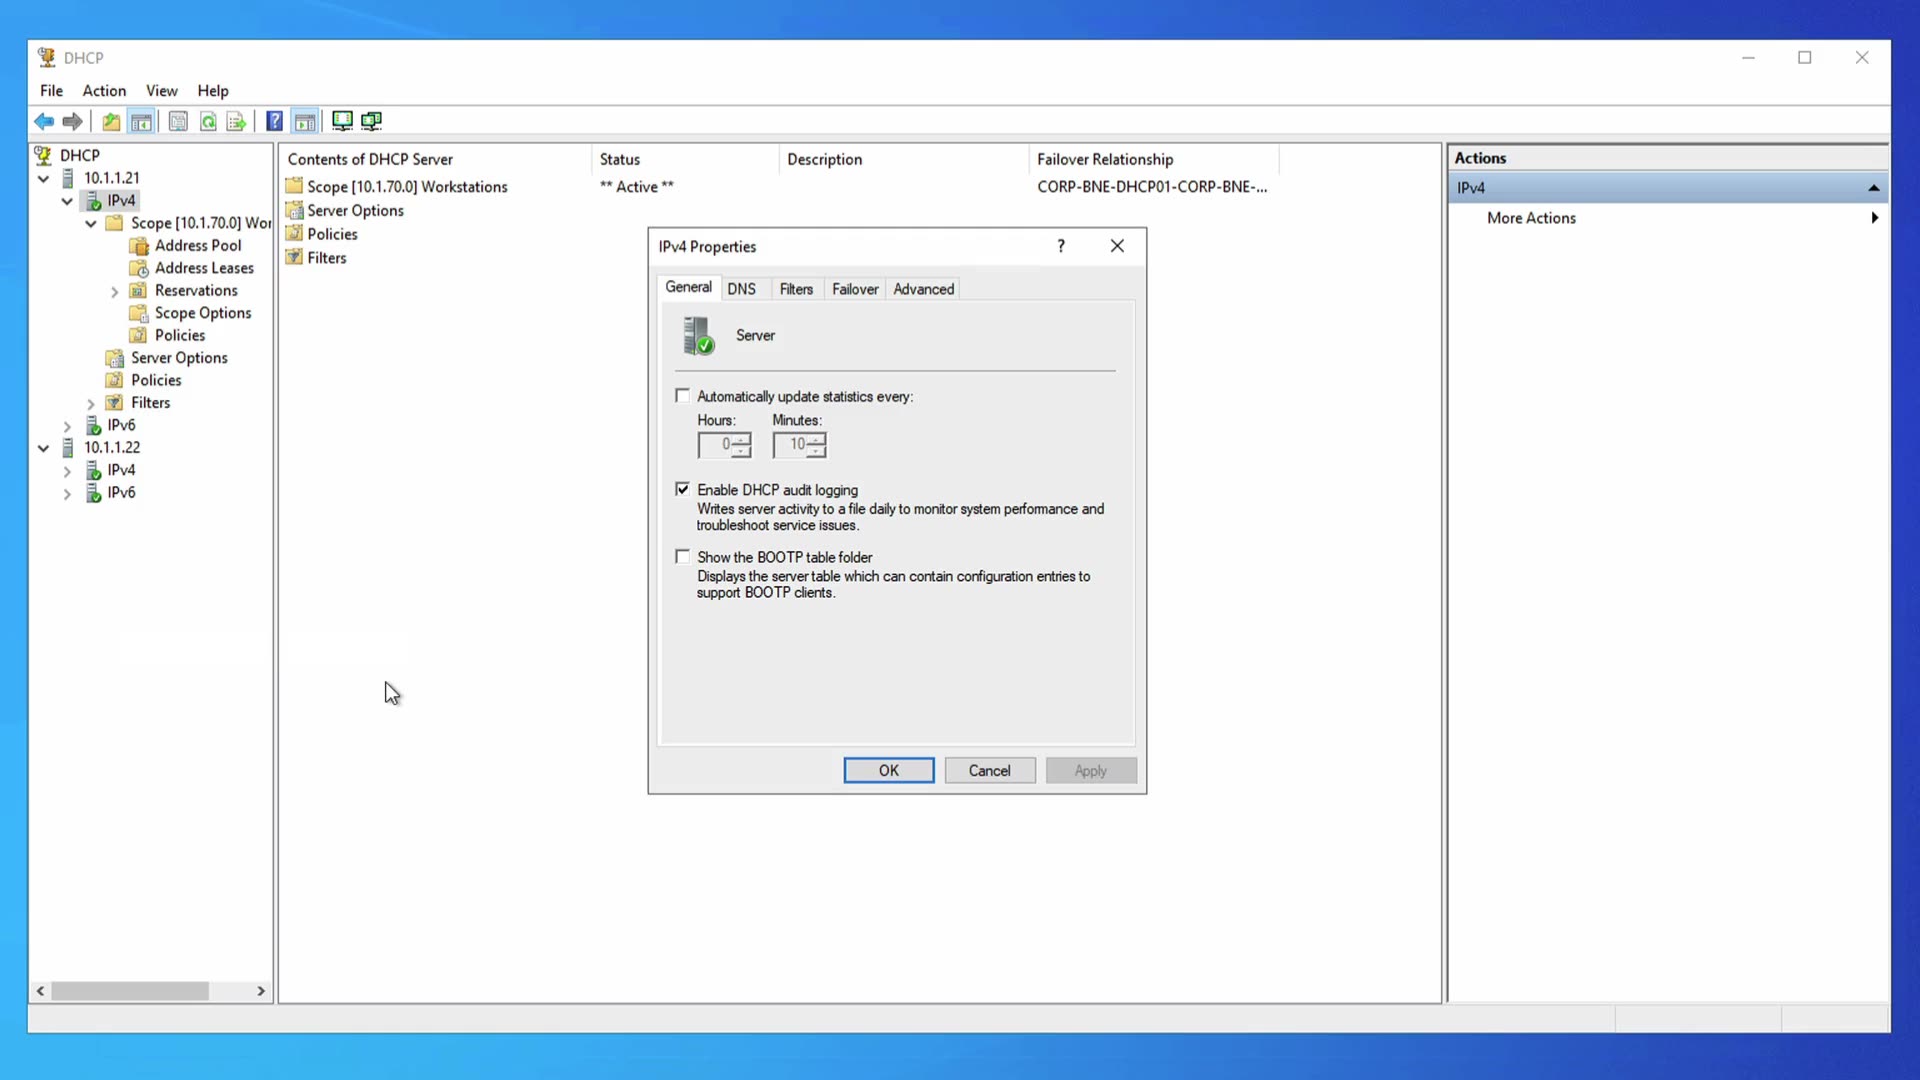 DHCP
File Action View Help
DHCP
10.1.1.21
IPv4
Scope [10.1.70.0] Wor
Address Pool
Address Leases
Reservations
Scope Options
Policies
Server Options
Policies
Filters
IPv6
10.1.1.22
IPv4
IPv6
Contents of DHCP Server Status Description Failover Relationship
Scope [10.1.70.0] Workstations ** Active ** CORP-BNE-DHCP01-CORP-BNE-...
Server Options
Policies
Filters
IPv4 Properties ?
General DNS Filters Failover Advanced
Server
Automatically update statistics every:
Hours: Minutes:
0 10
Enable DHCP audit logging
Writes server activity to a file daily to monitor system performance and
troubleshoot service issues.
Show the BOOTP table folder
Displays the server table which can contain configuration entries to
support BOOTP clients.
OK Cancel Apply
Actions
IPv4
More Actions